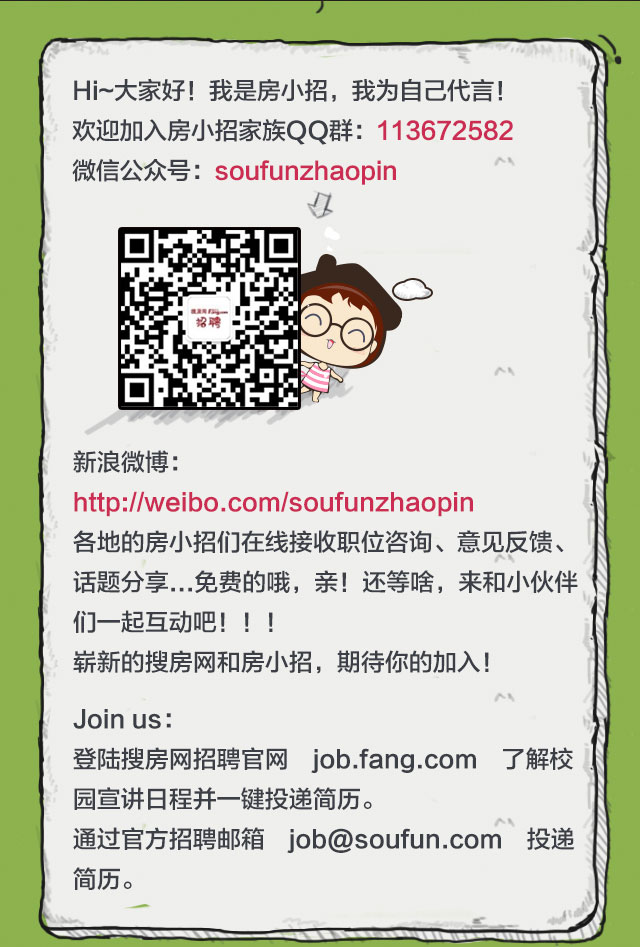 Hi~大家好！我是房小招，我为自己代言！
欢迎加入房小招家族QQ群：113672582
微信公众号：soufunzhaopin
搜房网 Fang.com
招聘
新浪微博：
http://weibo.com/soufunzhaopin
各地的房小招们在线接收职位咨询、意见反馈、
话题分享...免费的哦，亲！还等啥，来和小伙伴
们一起互动吧！！！
崭新的搜房网和房小招，期待你的加入！
Join us：
登陆搜房网招聘官网 job.fang.com 了解校
园宣讲日程并一键投递简历。
通过官方招聘邮箱 job@soufun.com 投递
简历。